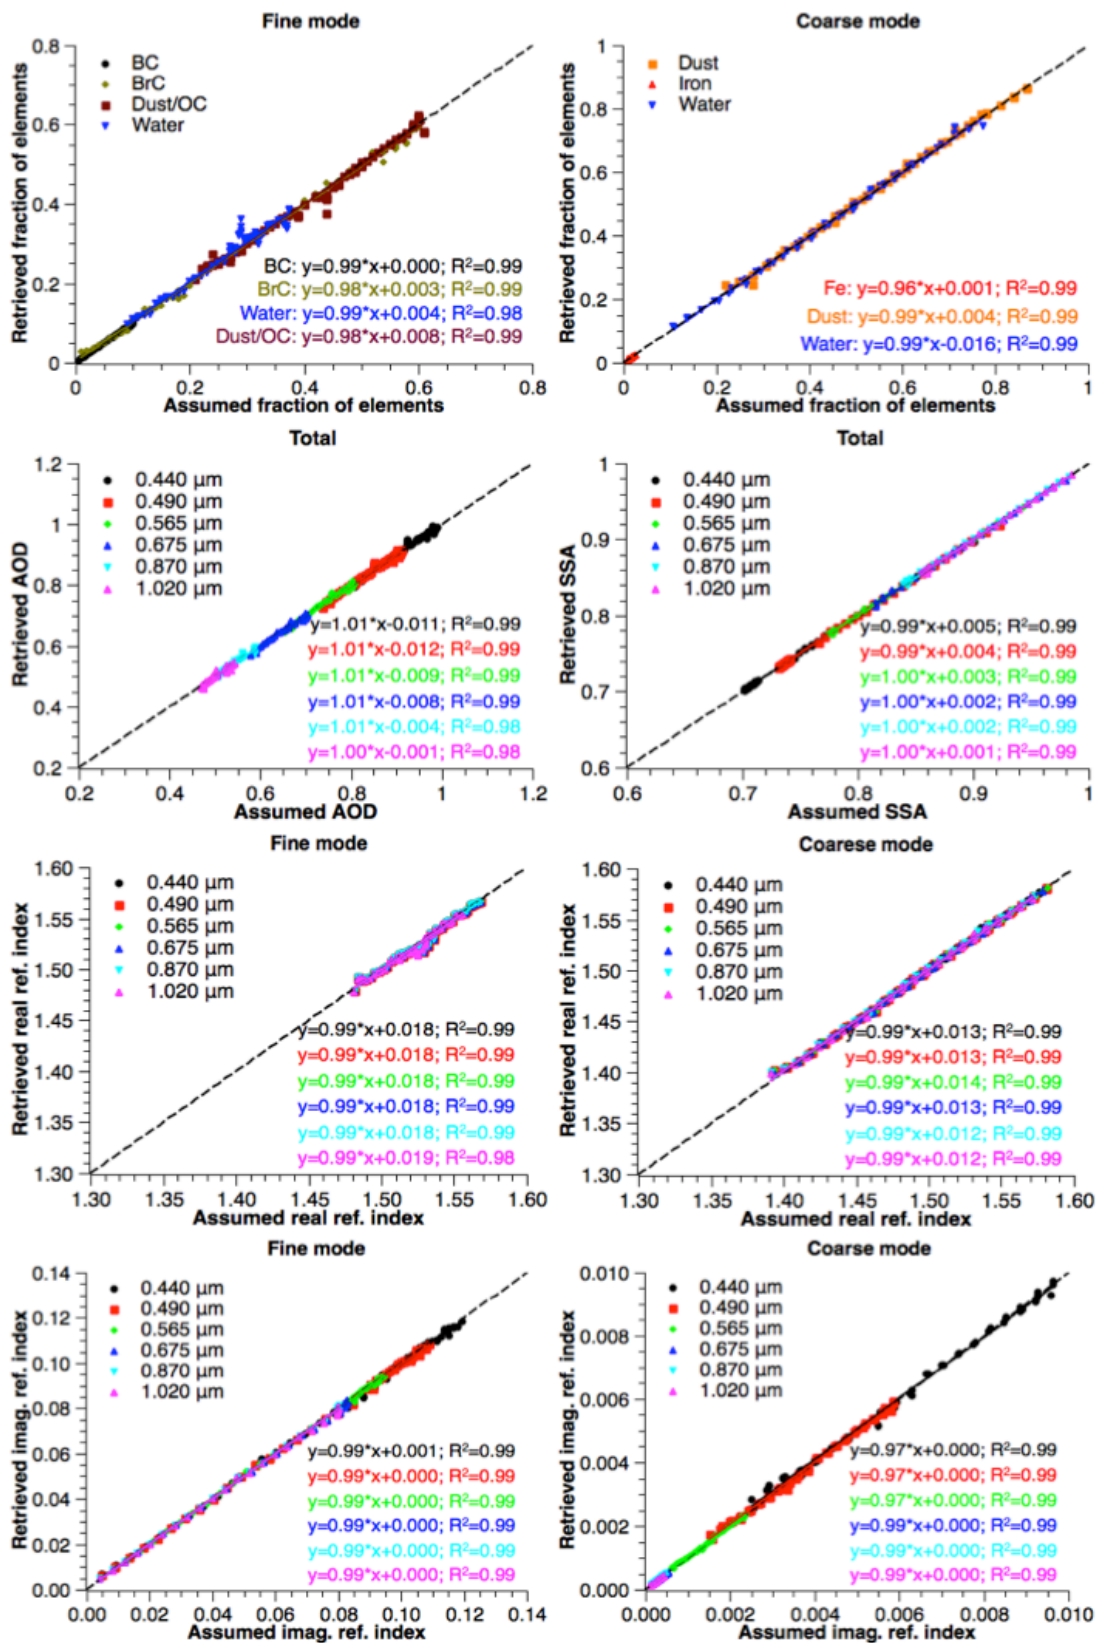 Fine mode
Retrieved fraction of elements
0.8
0.6
0.4
0.2
0
BC
BrC
Dust/OC
Water
BC: y=0.99*x+0.000; R²=0.99
BrC: y=0.98*x+0.003; R²=0.99
Water: y=0.99*x+0.004; R²=0.98
Dust/OC: y=0.98*x+0.008; R²=0.99
0 0.2 0.4 0.6 0.8
Assumed fraction of elements
Coarse mode
Retrieved fraction of elements
1
0.8
0.6
0.4
0.2
0
Dust
Iron
Water
Fe: y=0.96*x+0.001; R²=0.99
Dust: y=0.99*x+0.004; R²=0.99
Water: y=0.99*x-0.016; R²=0.99
0 0.2 0.4 0.6 0.8 1
Assumed fraction of elements
Total
Retrieved AOD
1.2
1
0.8
0.6
0.4
0.2
0.440 µm
0.490 µm
0.565 µm
0.675 µm
0.870 µm
1.020 µm
y=1.01*x-0.011; R²=0.99
y=1.01*x-0.012; R²=0.99
y=1.01*x-0.009; R²=0.99
y=1.01*x-0.008; R²=0.99
y=1.01*x-0.004; R²=0.98
y=1.00*x-0.001; R²=0.98
0.2 0.4 0.6 0.8 1 1.2
Assumed AOD
Total
Retrieved SSA
1
0.9
0.8
0.7
0.6
0.440 µm
0.490 µm
0.565 µm
0.675 µm
0.870 µm
1.020 µm
y=0.99*x+0.005; R²=0.99
y=0.99*x+0.004; R²=0.99
y=1.00*x+0.003; R²=0.99
y=1.00*x+0.002; R²=0.99
y=1.00*x+0.002; R²=0.99
y=1.00*x+0.001; R²=0.99
0.6 0.7 0.8 0.9 1
Assumed SSA
Fine mode
Retrieved real ref. index
1.60
1.55
1.50
1.45
1.40
1.35
1.30
0.440 µm
0.490 µm
0.565 µm
0.675 µm
0.870 µm
1.020 µm
y=0.99*x+0.018; R²=0.99
y=0.99*x+0.018; R²=0.99
y=0.99*x+0.018; R²=0.99
y=0.99*x+0.018; R²=0.99
y=0.99*x+0.018; R²=0.99
y=0.99*x+0.019; R²=0.98
1.30 1.35 1.40 1.45 1.50 1.55 1.60
Assumed real ref. index
Coarese mode
Retrieved real ref. index
1.60
1.55
1.50
1.45
1.40
1.35
1.30
0.440 µm
0.490 µm
0.565 µm
0.675 µm
0.870 µm
1.020 µm
y=0.99*x+0.013; R²=0.99
y=0.99*x+0.013; R²=0.99
y=0.99*x+0.014; R²=0.99
y=0.99*x+0.013; R²=0.99
y=0.99*x+0.012; R²=0.99
y=0.99*x+0.012; R²=0.99
1.30 1.35 1.40 1.45 1.50 1.55 1.60
Assumed real ref. index
Fine mode
Retrieved imag. ref. index
0.14
0.12
0.10
0.08
0.06
0.04
0.02
0.00
0.440 µm
0.490 µm
0.565 µm
0.675 µm
0.870 µm
1.020 µm
y=0.99*x+0.001; R²=0.99
y=0.99*x+0.000; R²=0.99
y=0.99*x+0.000; R²=0.99
y=0.99*x+0.000; R²=0.99
y=0.99*x+0.000; R²=0.99
y=0.99*x+0.000; R²=0.99
0.00 0.02 0.04 0.06 0.08 0.10 0.12 0.14
Assumed imag. ref. index
Coarse mode
Retrieved imag. ref. index
0.010
0.008
0.006
0.004
0.002
0.000
0.440 µm
0.490 µm
0.565 µm
0.675 µm
0.870 µm
1.020 µm
y=0.97*x+0.000; R²=0.99
y=0.97*x+0.000; R²=0.99
y=0.97*x+0.000; R²=0.99
y=0.99*x+0.000; R²=0.99
y=0.99*x+0.000; R²=0.99
y=0.99*x+0.000; R²=0.99
0.000 0.002 0.004 0.006 0.008 0.010
Assumed imag. ref. index